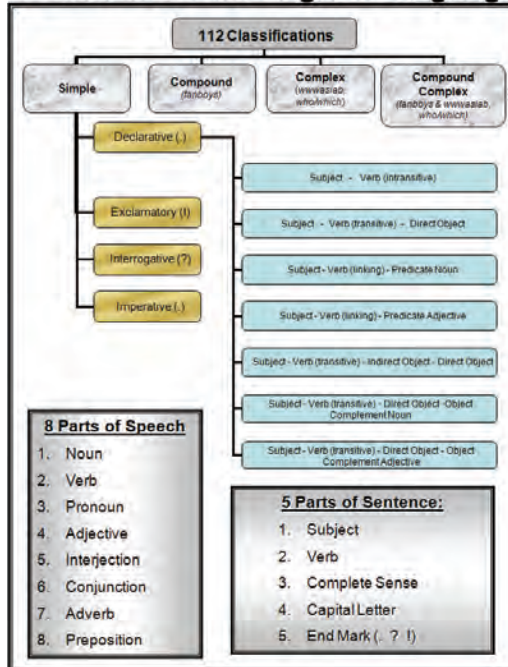 112 Classifications
Simple
Compound
(fanboys)
Complex
(wwwasiab,
who/which)
Compound
Complex
(fanboys & wwwasiab,
who/which)
Declarative (.)
Exclamatory (!)
Interrogative (?)
Imperative (.)
Subject - Verb (intransitive)
Subject - Verb (transitive) - Direct Object
Subject - Verb (linking) - Predicate Noun
Subject - Verb (linking) - Predicate Adjective
Subject - Verb (transitive) - Indirect Object - Direct Object
Subject - Verb (transitive) - Direct Object -Object
Complement Noun
Subject - Verb (transitive) - Direct Object - Object
Complement Adjective
8 Parts of Speech
1. Noun
2. Verb
3. Pronoun
4. Adjective
5. Interjection
6. Conjunction
7. Adverb
8. Preposition
5 Parts of Sentence:
1. Subject
2. Verb
3. Complete Sense
4. Capital Letter
5. End Mark (. ? !)